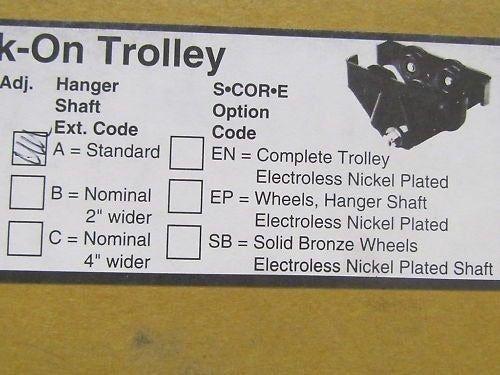 k-On Trolley
Adj. Hanger Shaft Ext. Code
A = Standard
B = Nominal 2" wider
C = Nominal 4" wider
S•COR•E Option Code
EN = Complete Trolley
Electroless Nickel Plated
EP = Wheels, Hanger Shaft
Electroless Nickel Plated
SB = Solid Bronze Wheels
Electroless Nickel Plated Shaft